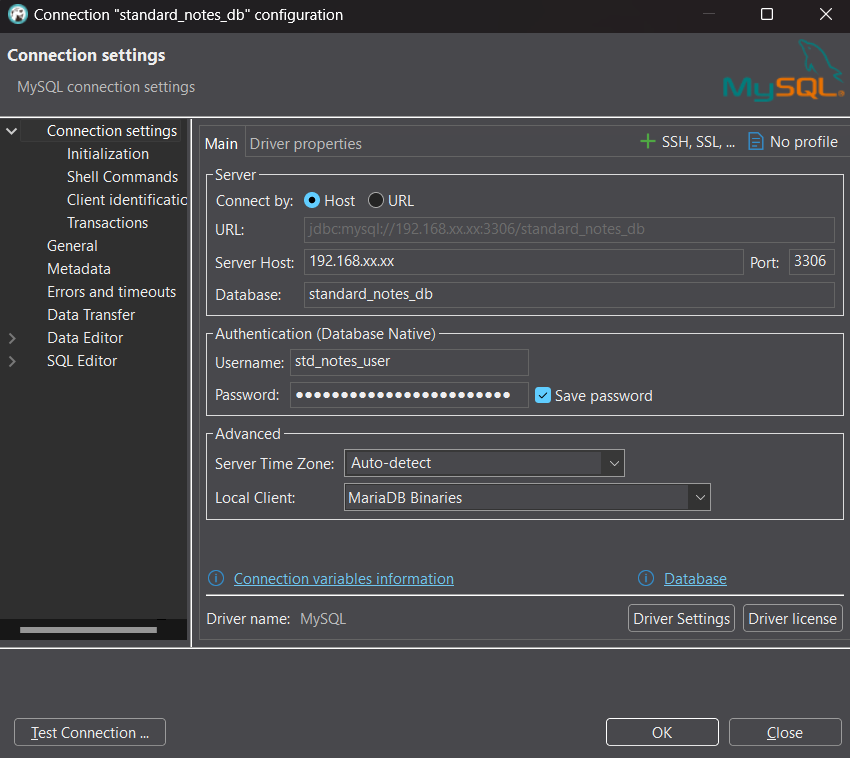 Connection "standard_notes_db" configuration
Connection settings
MySQL connection settings
MySQL®
Connection settings
Initialization
Shell Commands
Client identificatic
Transactions
General
Metadata
Errors and timeouts
Data Transfer
Data Editor
SQL Editor
Main
Driver properties
SSH, SSL, ...
No profile
Server
Connect by: Host URL
URL: jdbc:mysql://192.168.xx.xx:3306/standard_notes_db
Server Host: 192.168.xx.xx Port: 3306
Database: standard_notes_db
Authentication (Database Native)
Username: std_notes_user
Password: ●●●●●●●●●●●●●●●●●●●●●●●● Save password
Advanced
Server Time Zone: Auto-detect
Local Client: MariaDB Binaries
Connection variables information
Database
Driver name: MySQL
Driver Settings
Driver license
Test Connection ...
OK
Close